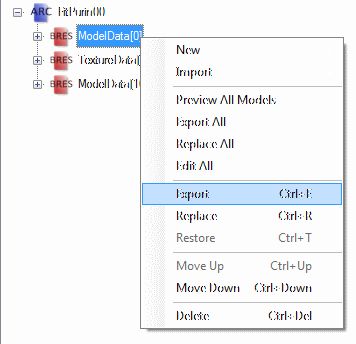 ARC FitPurin00
BRES ModelData[0]
BRES TextureData[
BRES ModelData[1
New
Import
Preview All Models
Export All
Replace All
Edit All
Export Ctrl+E
Replace Ctrl+R
Restore Ctrl+T
Move Up Ctrl+Up
Move Down Ctrl+Down
Delete Ctrl+Del